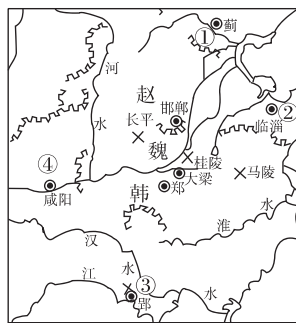 ①
蓟
河
水
赵
邯郸
长平
②
临淄
魏
桂陵
④
咸阳
大梁
马陵
韩
郑
水
淮
汉
水
③
江
郢
水